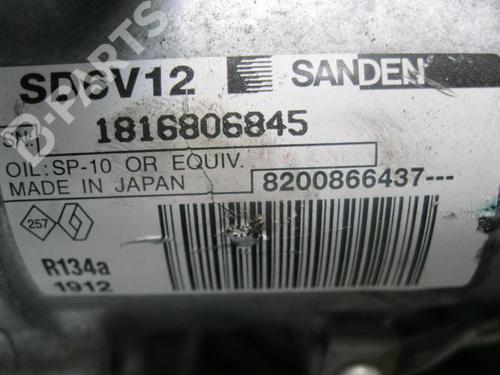 SD6V12 SANDEN
SN: 1816806845
OIL:SP-10 OR EQUIV.
MADE IN JAPAN 8200866437---
257
R134a
1912
B-PARTS